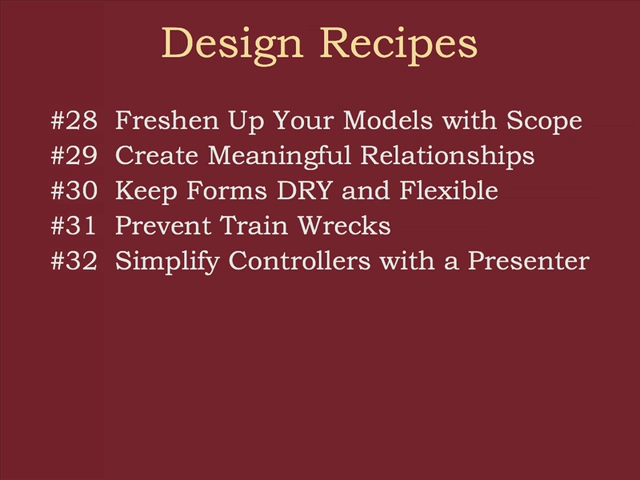 Design Recipes
#28 Freshen Up Your Models with Scope
#29 Create Meaningful Relationships
#30 Keep Forms DRY and Flexible
#31 Prevent Train Wrecks
#32 Simplify Controllers with a Presenter